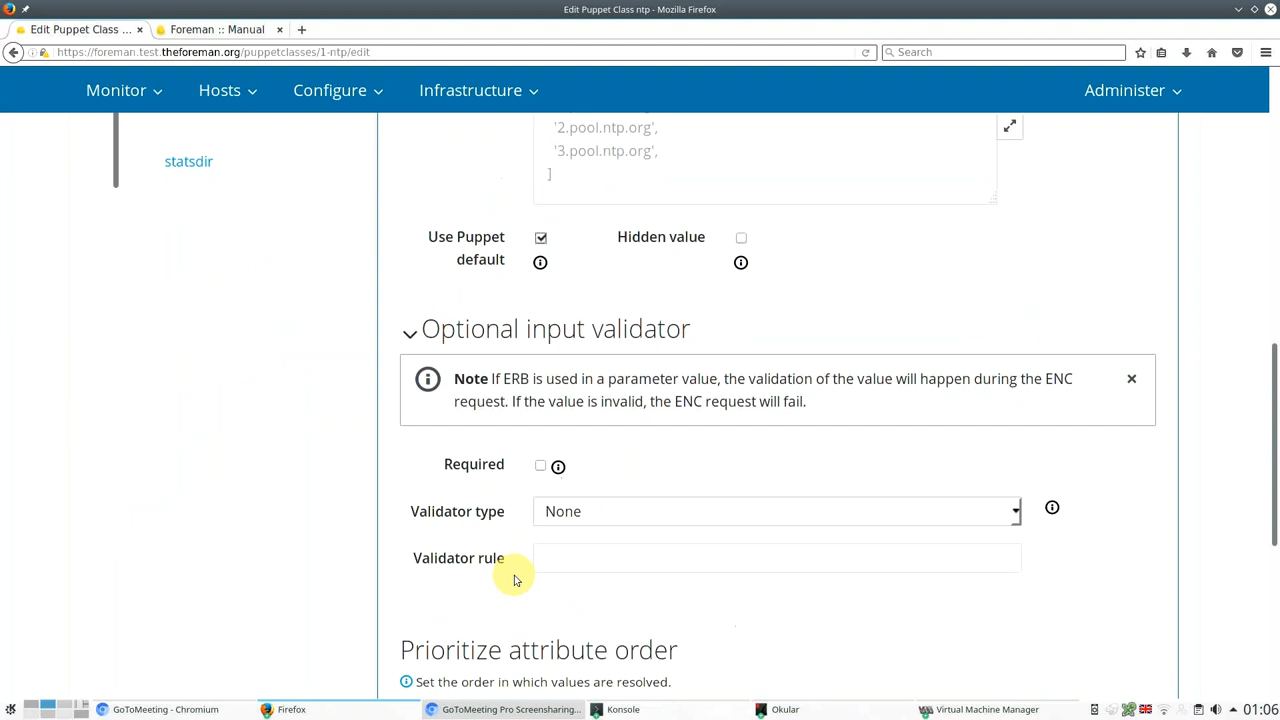 Edit Puppet Class ntp - Mozilla Firefox
Edit Puppet Class ... ×
Foreman :: Manual ×
https://foreman.test.theforeman.org/puppetclasses/1-ntp/edit
Search
Monitor
Hosts
Configure
Infrastructure
Administer
statsdir
'2.pool.ntp.org',
'3.pool.ntp.org',
]
Use Puppet
default
Hidden value
Optional input validator
Note If ERB is used in a parameter value, the validation of the value will happen during the ENC
request. If the value is invalid, the ENC request will fail.
Required
Validator type
None
Validator rule
Prioritize attribute order
Set the order in which values are resolved.
GoToMeeting - Chromium
Firefox
GoToMeeting Pro Screensharing...
Konsole
Okular
Virtual Machine Manager
01:06